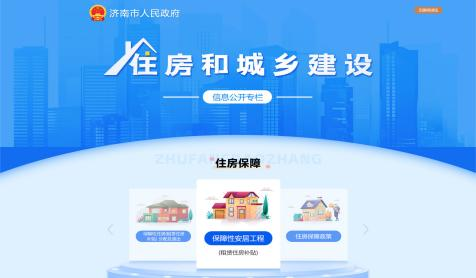 济南市人民政府
住房和城乡建设
信息公开专栏
ZHUFANGBAOZHANG
住房保障
保障性安居工程
(租赁住房补贴)
住房保障政策